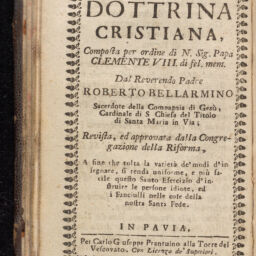 DOTTRINA
CRISTIANA,
Composta per ordine di N. Sig. Papa
CLEMENTE VIII. di fel. mem.
Dal Reverendo Padre
ROBERTO BELLARMINO
Sacerdote della Compagnia di Gesù,
Cardinale di S Chiesa del Titolo
di Santa Maria in Via;
Revista, ed approvata dalla Congre-
gazione della Riforma,
A fine che tolta la varietà de' modi d'in
segnare, si renda uniforme, e più fa-
cile questo Santo Esercizio d'in-
struire le persone idiote, ed
i fanciulli nelle cose della
nostra Santa Fede.
IN PAVIA,
Per Carlo Giuseppe alla Torre del
Vescovato. Con Licenza de' Superiori.